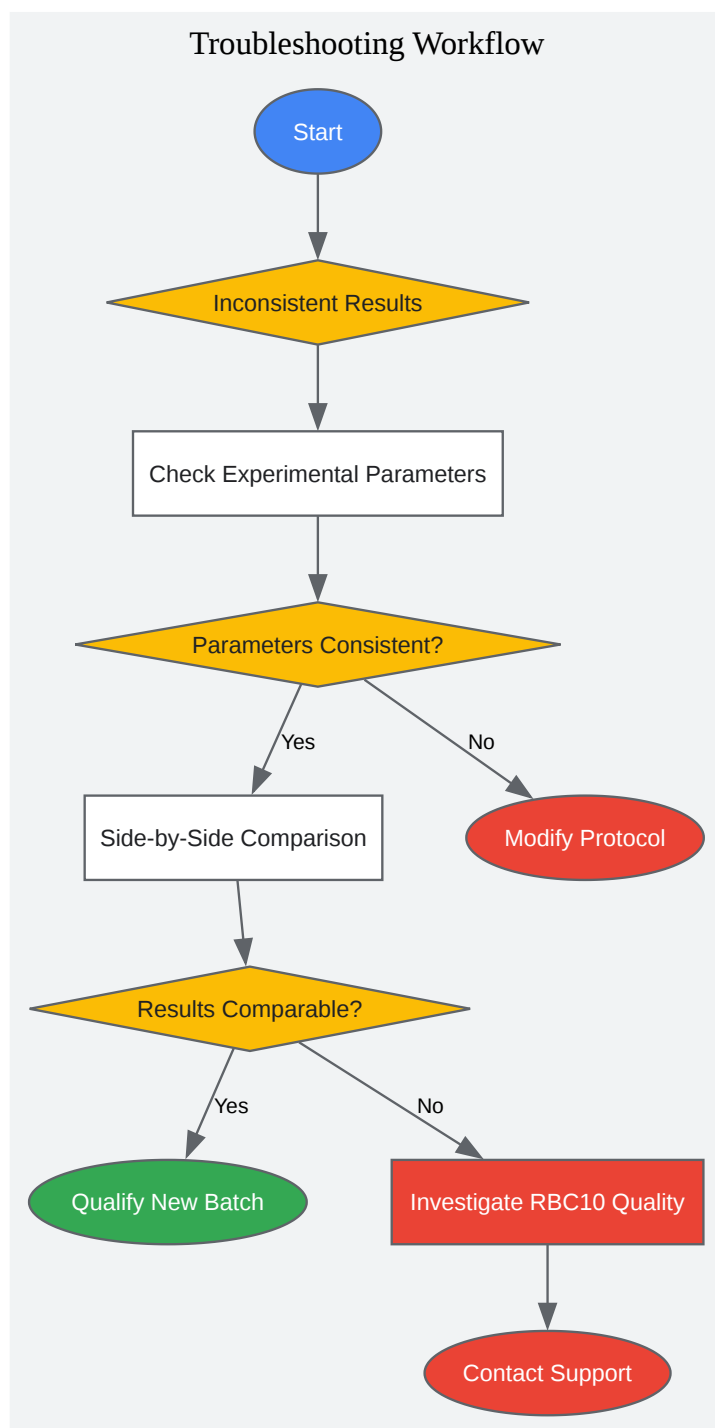 Troubleshooting Workflow
Start
Inconsistent Results
Check Experimental Parameters
Parameters Consistent?
Yes
No
Side-by-Side Comparison
Modify Protocol
Results Comparable?
Yes
No
Qualify New Batch
Investigate RBC10 Quality
Contact Support